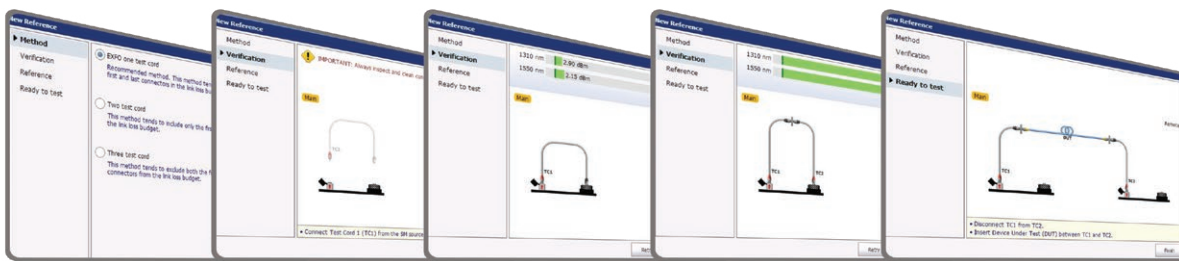 New Reference
Method
Verification
Reference
Ready to test
EXFO one test cord
Recommended method. This method te
first and last connectors in the link loss bu
Two test cord
This method tends to include only the fir
the link loss budget.
Three test cord
This method tends to exclude both the f
connectors from the link loss budget.
New Reference
Method
Verification
Reference
Ready to test
IMPORTANT: Always inspect and clean con
Main
TC1
• Connect Test Cord 1 (TC1) from the SM source
New Reference
Method
Verification
Reference
Ready to test
1310 nm
2.90 dBm
1550 nm
2.15 dBm
Main
TC1
New Reference
Method
Verification
Reference
Ready to test
1310 nm
1550 nm
Main
TC1
TC2
New Reference
Method
Verification
Reference
Ready to test
Main
DUT
TC1
TC2
• Disconnect TC1 from TC2.
• Insert Device Under Test (DUT) between TC1 and TC2.